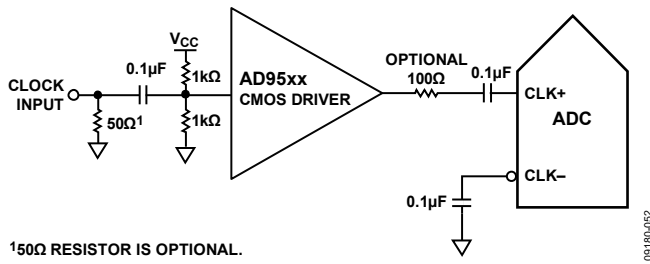 VCC
0.1µF
1kΩ
CLOCK
INPUT
50Ω1
1kΩ
AD95xx
CMOS DRIVER
OPTIONAL
100Ω
0.1µF
CLK+
ADC
CLK–
0.1µF
150Ω RESISTOR IS OPTIONAL.
09180-052